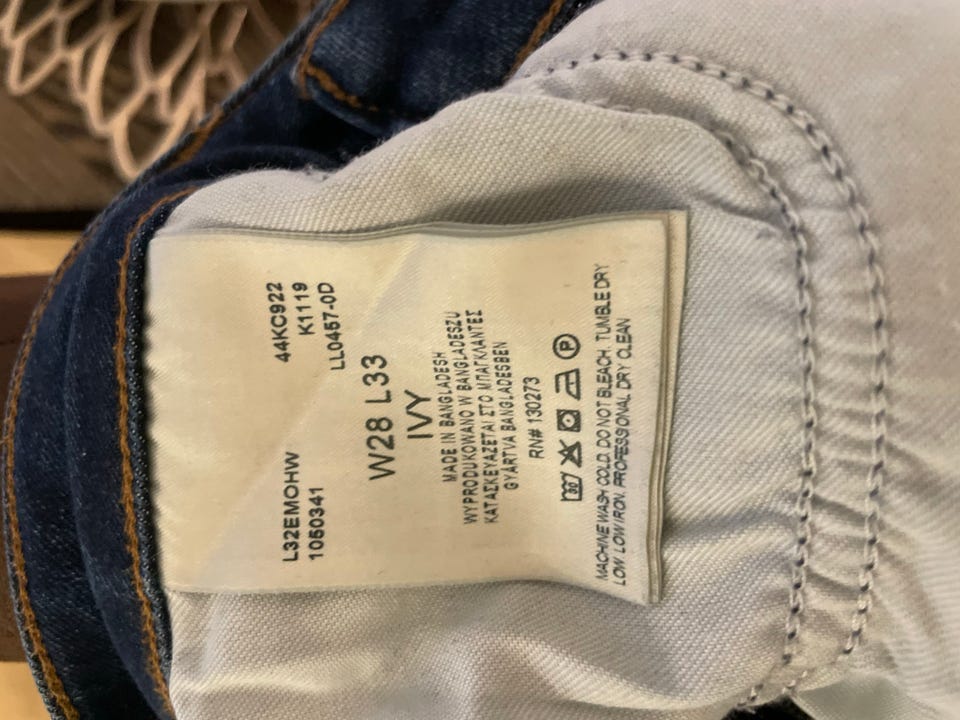 L32EMOHW 44KC922
1050341 K1119
LL0457-0D
W28 L33
IVY
MADE IN BANGLADESH
WYPRODUKOWANO W BANGLADESZU
ΚΑΤΑΣΚΕΥΑΖΕΤΑΙ ΣΤΟ ΜΠΑΓΚΛΑΝΤΕΣ
GYÁRTVA BANGLADESBEN
RN# 130273
P
MACHINE WASH COLD. DO NOT BLEACH. TUMBLE DRY
LOW. LOW IRON. PROFESSIONAL DRY CLEAN